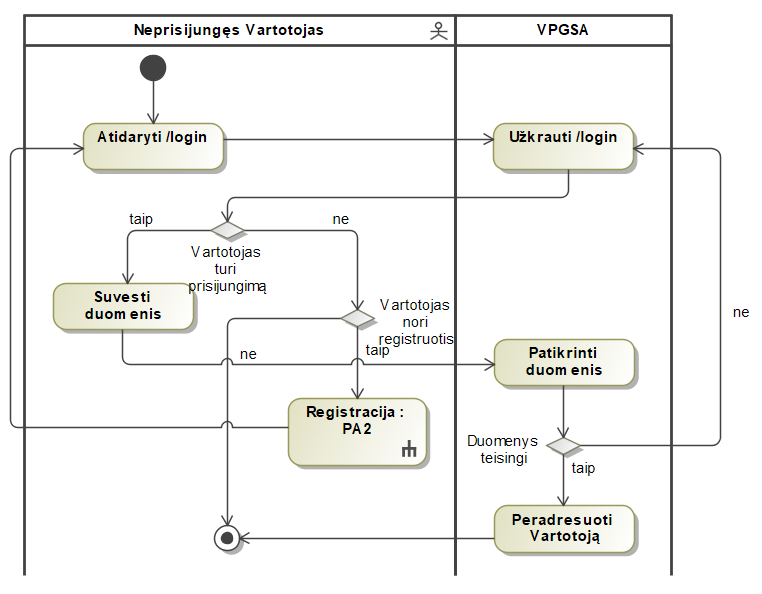 Neprisijungęs Vartotojas
VPGSA
Atidaryti /login
Užkrauti /login
taip
ne
Vartotojas
turi
prisijungimą
Suvesti
duomenis
Vartotojas
nori
registruotis
ne
ne
taip
Patikrinti
duomenis
Registracija :
PA2
Duomenys
teisingi
taip
Peradresuoti
Vartotoją